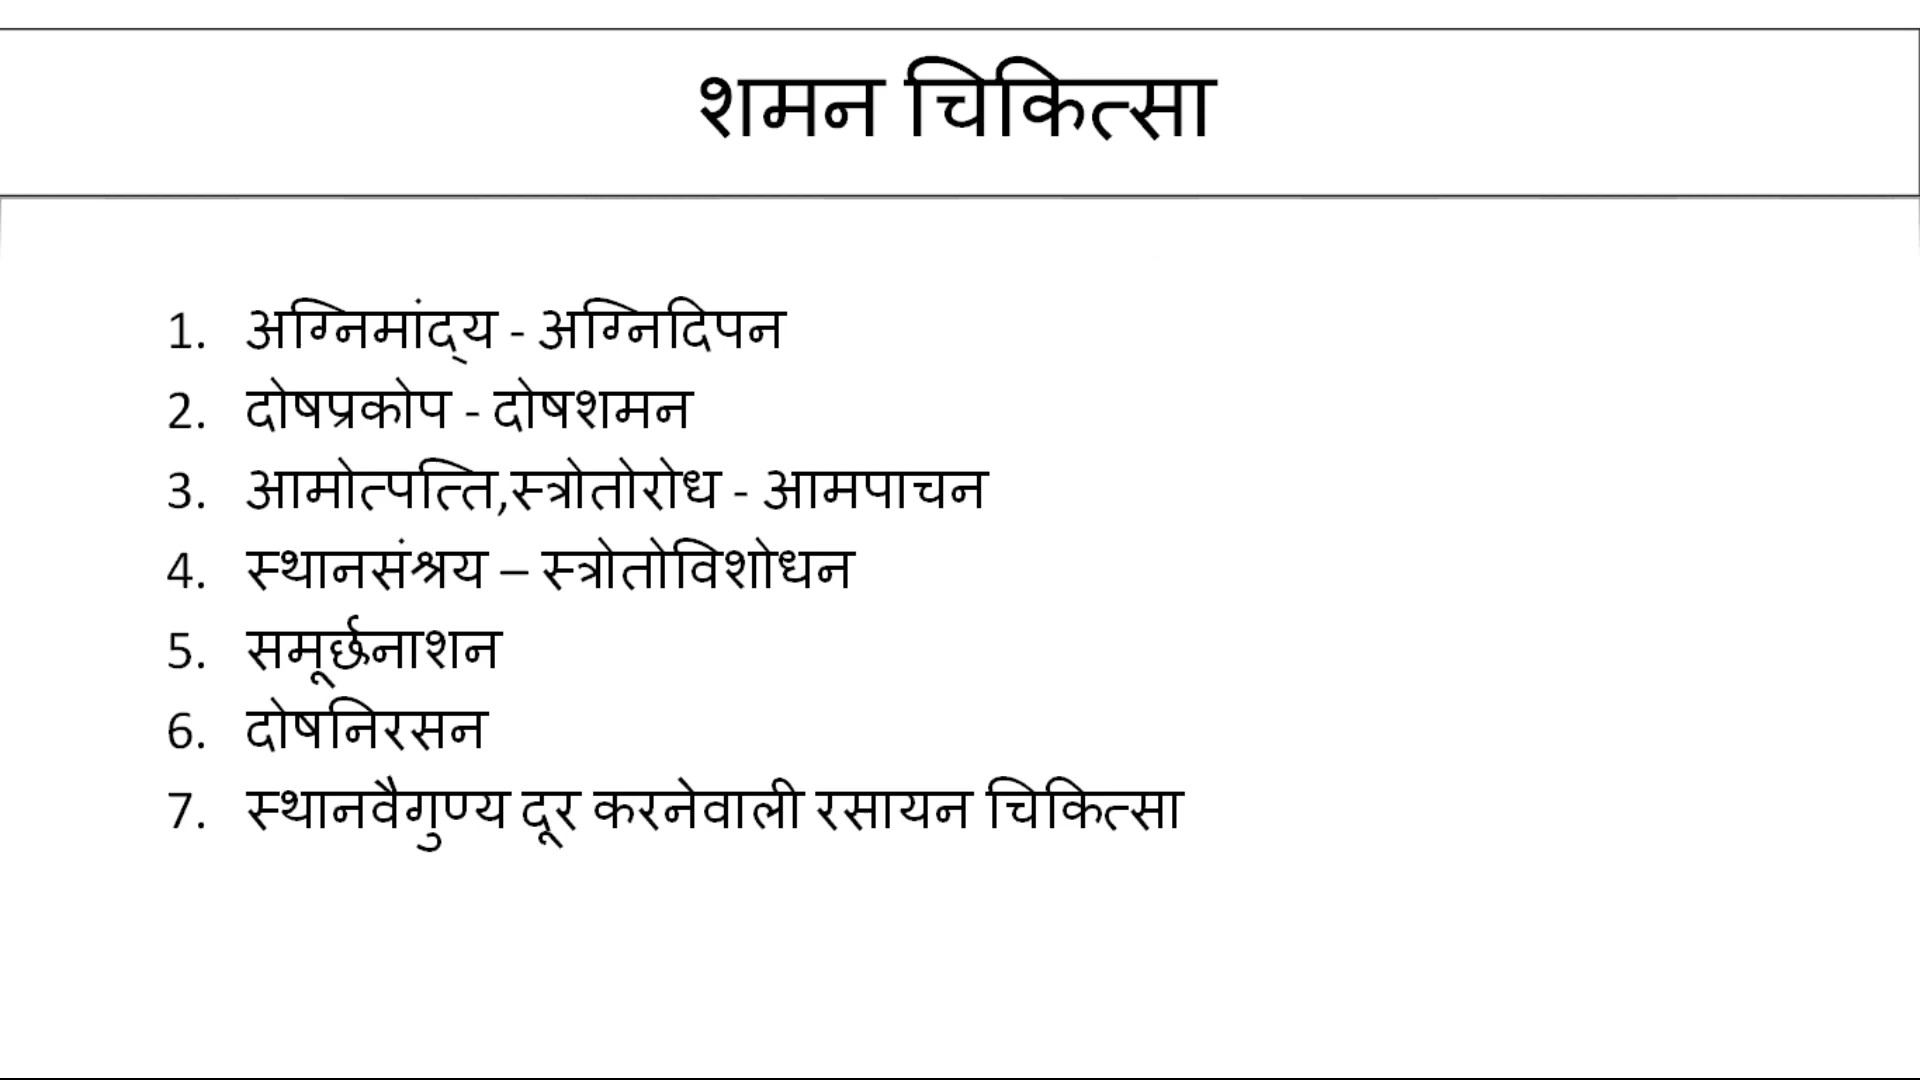 शमन चिकित्सा
1. अग्निमांद्य - अग्निदिपन
2. दोषप्रकोप - दोषशमन
3. आमोत्पत्ति,स्त्रोतोरोध - आमपाचन
4. स्थानसंश्रय – स्त्रोतोविशोधन
5. समूर्छनाशन
6. दोषनिरसन
7. स्थानवैगुण्य दूर करनेवाली रसायन चिकित्सा